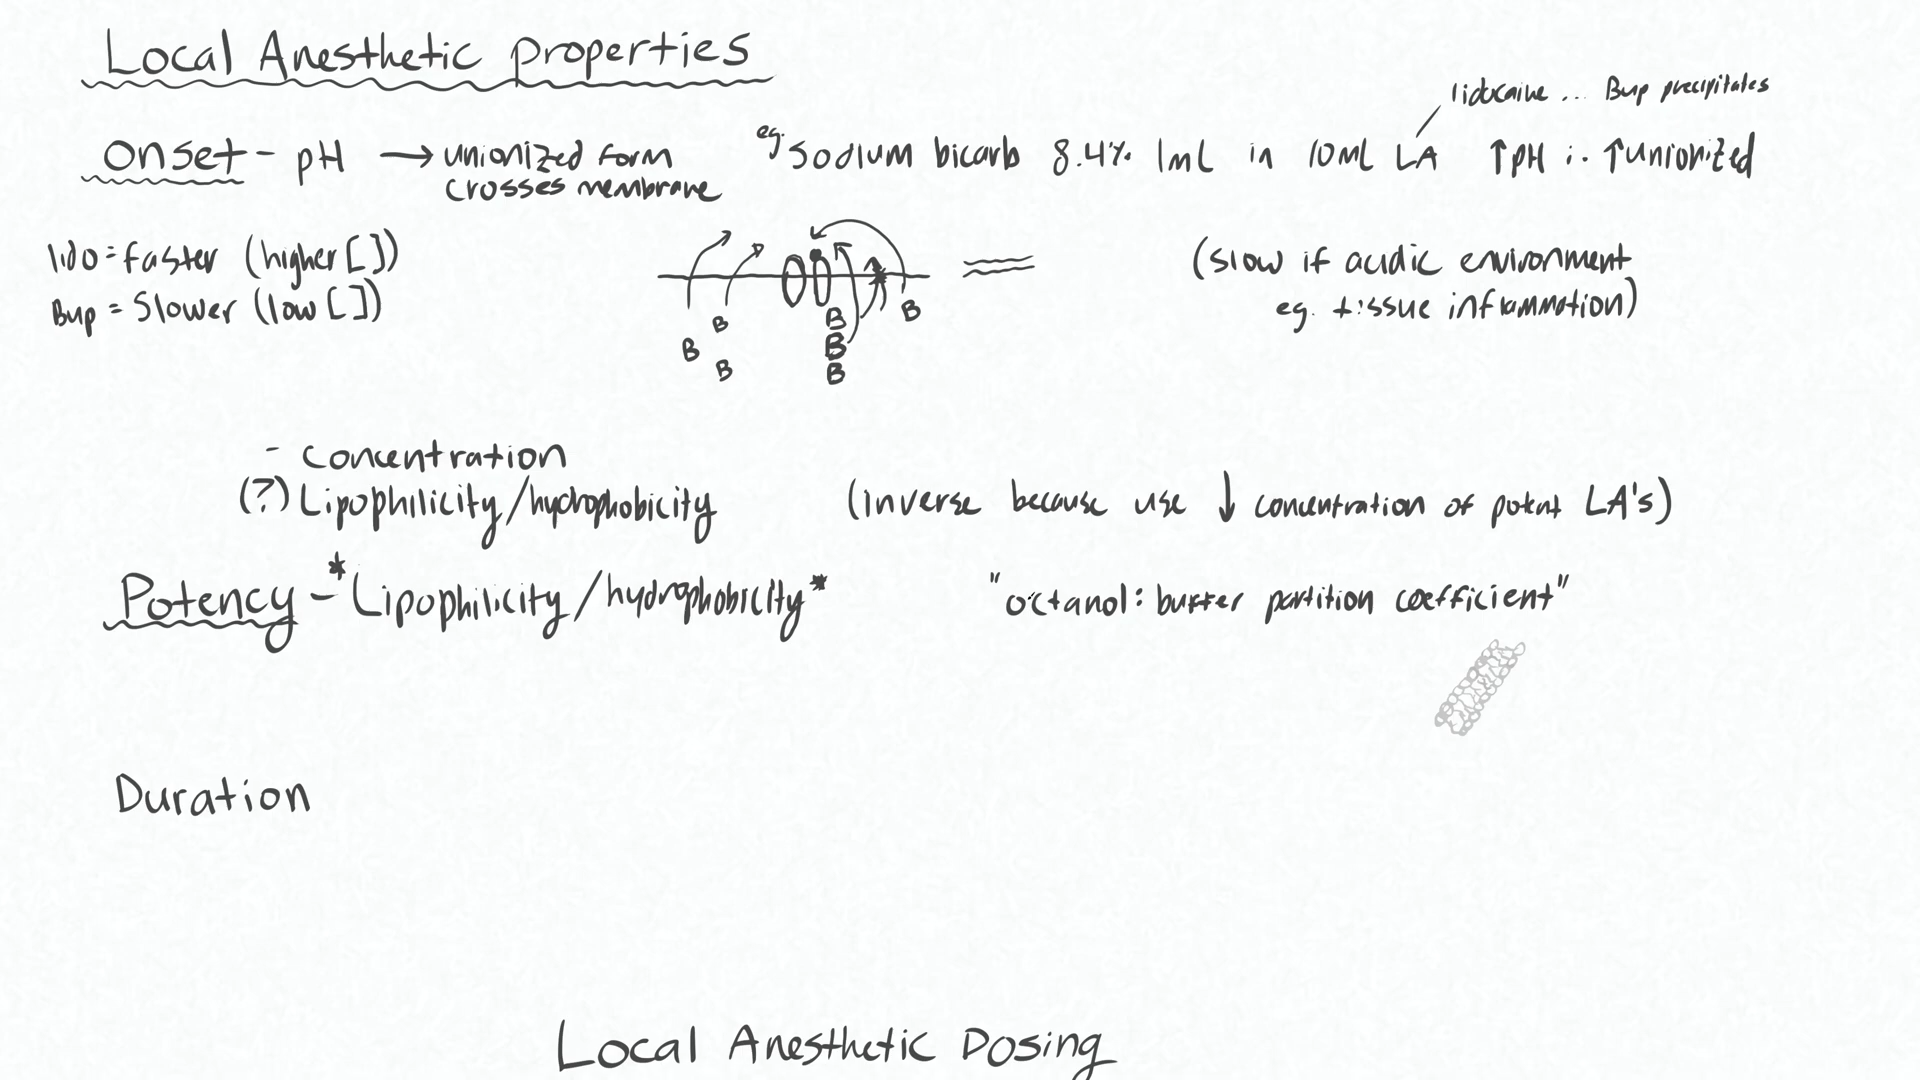 Local Anesthetic properties
lidocaine ... Bup precipitates
onset - pH → unionized form crosses membrane
eg. Sodium bicarb 8.4% 1mL in 10mL LA ↑pH ∴ ↑unionized
lido = faster (higher [])
Bup = Slower (low [])
(slow if acidic environment
eg. tissue inflammation)
B
B
B
B
B
B
B
- concentration
(?) Lipophilicity/hydrophobicity (inverse because use ↓ concentration of potent LA's)
Potency - *Lipophilicity/hydrophobicity* "octanol: buffer partition coefficient"
Duration
Local Anesthetic Dosing